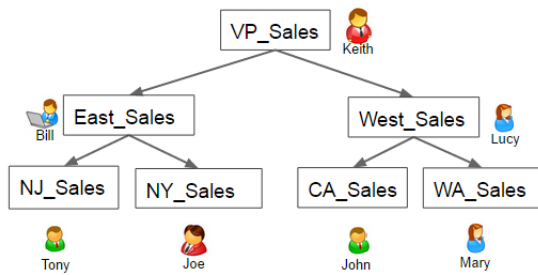 VP_Sales
Keith
Bill
East_Sales
West_Sales
Lucy
NJ_Sales
NY_Sales
CA_Sales
WA_Sales
Tony
Joe
John
Mary